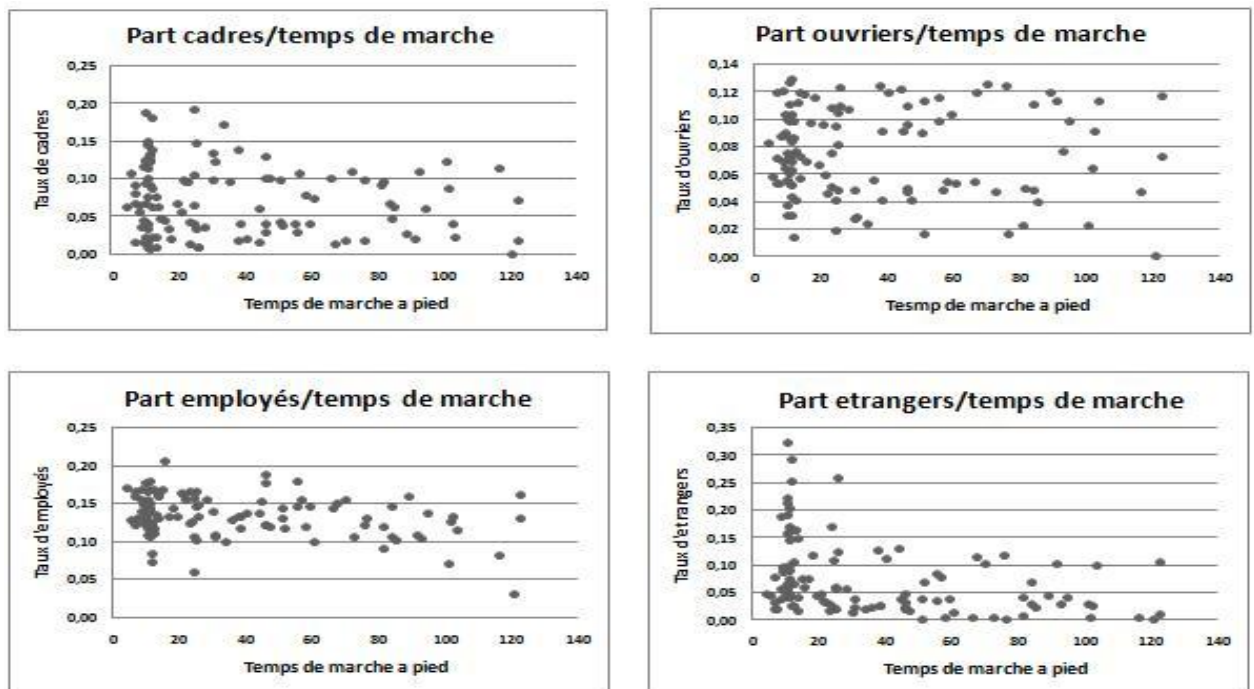 Part cadres/temps de marche
0,25
0,20
0,15
0,10
0,05
0,00
Taux de cadres
0 20 40 60 80 100 120 140
Temps de marche a pied
Part ouvriers/temps de marche
0,14
0,12
0,10
0,08
0,06
0,04
0,02
0,00
Taux d'ouvriers
0 20 40 60 80 100 120 140
Tesmp de marche a pied
Part employés/temps de marche
0,25
0,20
0,15
0,10
0,05
0,00
Taux d'employés
0 20 40 60 80 100 120 140
Temps de marche a pied
Part etrangers/temps de marche
0,35
0,30
0,25
0,20
0,15
0,10
0,05
0,00
Taux d'etrangers
0 20 40 60 80 100 120 140
Temps de marche a pied